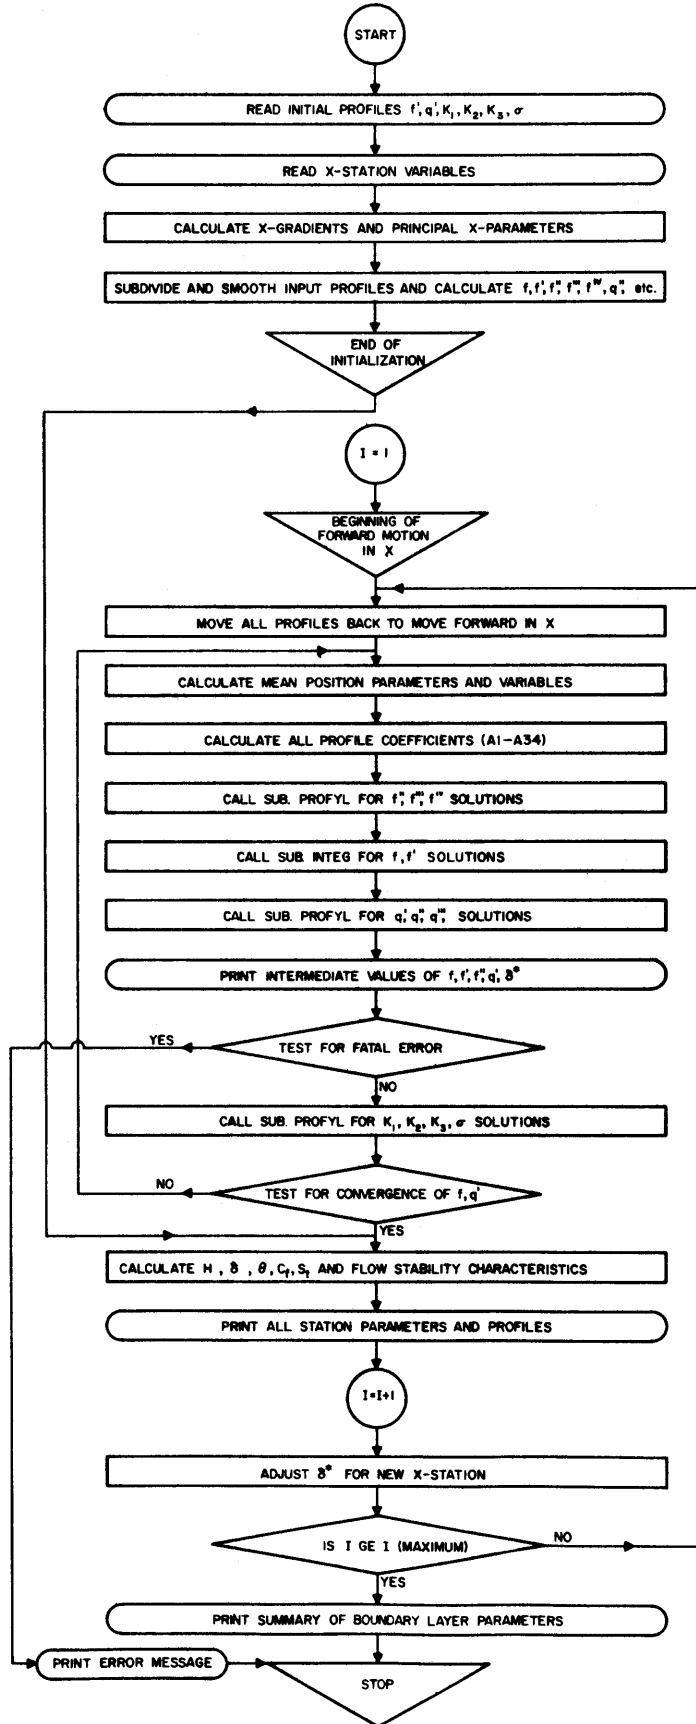 START
READ INITIAL PROFILES f', q', K₁, K₂, K₃, σ
READ X-STATION VARIABLES
CALCULATE X-GRADIENTS AND PRINCIPAL X-PARAMETERS
SUBDIVIDE AND SMOOTH INPUT PROFILES AND CALCULATE f, f', f'', f''', f'ᵛ, q'', etc.
END OF
INITIALIZATION
I = 1
BEGINNING OF
FORWARD MOTION
IN X
MOVE ALL PROFILES BACK TO MOVE FORWARD IN X
CALCULATE MEAN POSITION PARAMETERS AND VARIABLES
CALCULATE ALL PROFILE COEFFICIENTS (A1-A34)
CALL SUB. PROFYL FOR f'', f''', f'ᵛ SOLUTIONS
CALL SUB. INTEG FOR f, f' SOLUTIONS
CALL SUB. PROFYL FOR q', q'', q''', SOLUTIONS
PRINT INTERMEDIATE VALUES OF f, f', f'', q', δ*
YES
TEST FOR FATAL ERROR
NO
CALL SUB. PROFYL FOR K₁, K₂, K₃, σ SOLUTIONS
NO
TEST FOR CONVERGENCE OF f, q'
YES
CALCULATE H, δ, θ, C_f, S_t AND FLOW STABILITY CHARACTERISTICS
PRINT ALL STATION PARAMETERS AND PROFILES
I=I+1
ADJUST δ* FOR NEW X-STATION
IS I GE I (MAXIMUM)
NO
YES
PRINT SUMMARY OF BOUNDARY LAYER PARAMETERS
PRINT ERROR MESSAGE
STOP